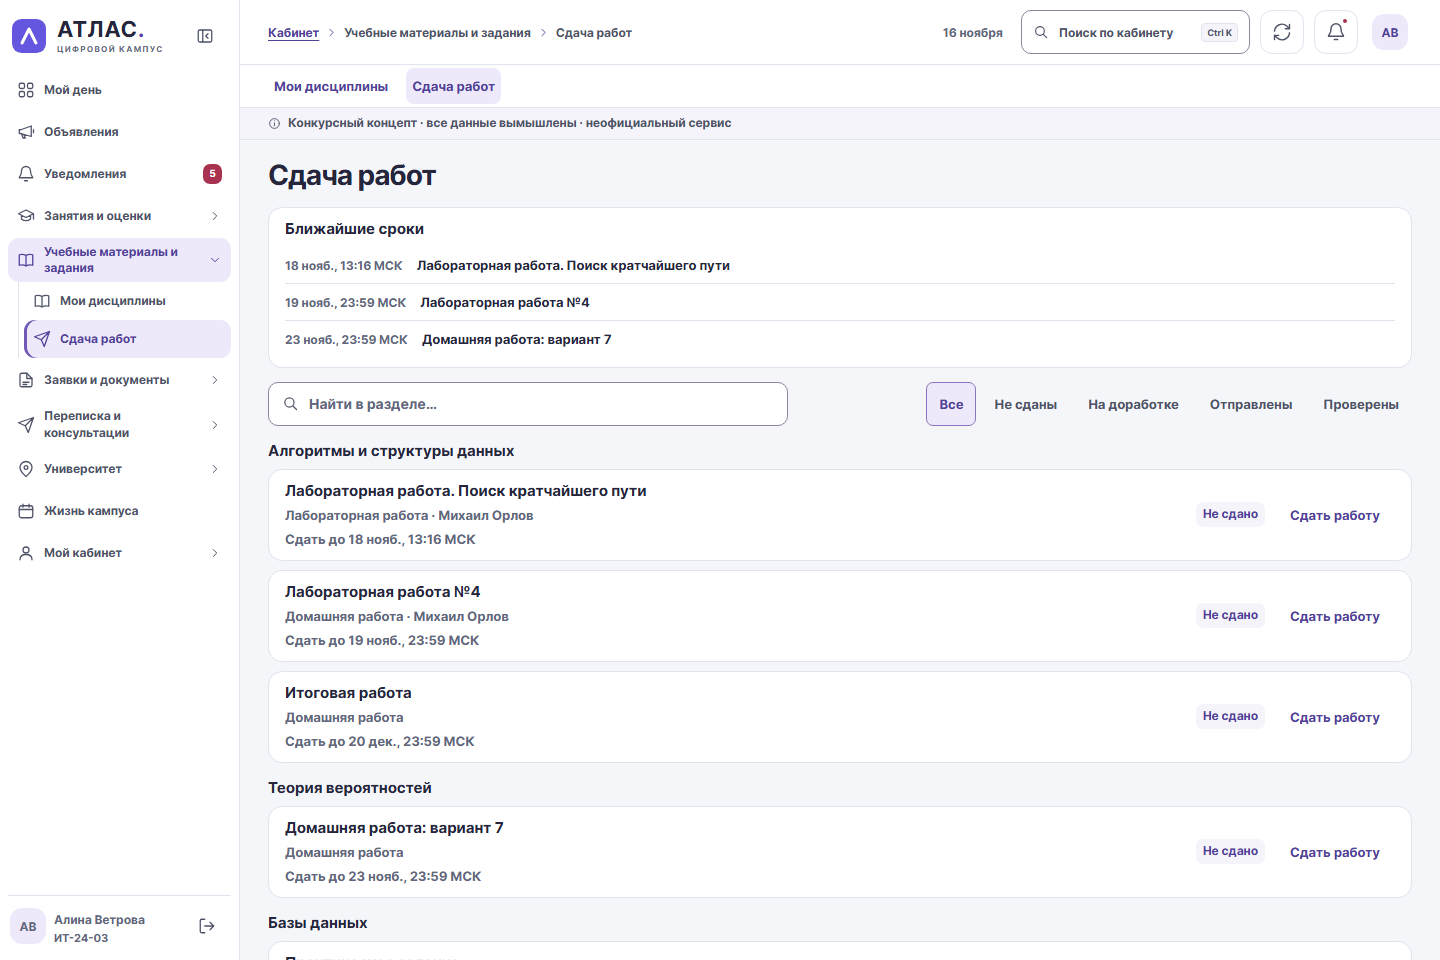 АТЛАС.
ЦИФРОВОЙ КАМПУС
Мой день
Объявления
Уведомления 5
Занятия и оценки
Учебные материалы и
задания
Мои дисциплины
Сдача работ
Заявки и документы
Переписка и
консультации
Университет
Жизнь кампуса
Мой кабинет
АВ
Алина Ветрова
ИТ-24-03
Кабинет Учебные материалы и задания Сдача работ
16 ноября
Поиск по кабинету Ctrl K
АВ
Мои дисциплины Сдача работ
Конкурсный концепт · все данные вымышлены · неофициальный сервис
Сдача работ
Ближайшие сроки
18 нояб., 13:16 МСК Лабораторная работа. Поиск кратчайшего пути
19 нояб., 23:59 МСК Лабораторная работа №4
23 нояб., 23:59 МСК Домашняя работа: вариант 7
Найти в разделе…
Все Не сданы На доработке Отправлены Проверены
Алгоритмы и структуры данных
Лабораторная работа. Поиск кратчайшего пути
Лабораторная работа · Михаил Орлов
Сдать до 18 нояб., 13:16 МСК
Не сдано Сдать работу
Лабораторная работа №4
Домашняя работа · Михаил Орлов
Сдать до 19 нояб., 23:59 МСК
Не сдано Сдать работу
Итоговая работа
Домашняя работа
Сдать до 20 дек., 23:59 МСК
Не сдано Сдать работу
Теория вероятностей
Домашняя работа: вариант 7
Домашняя работа
Сдать до 23 нояб., 23:59 МСК
Не сдано Сдать работу
Базы данных